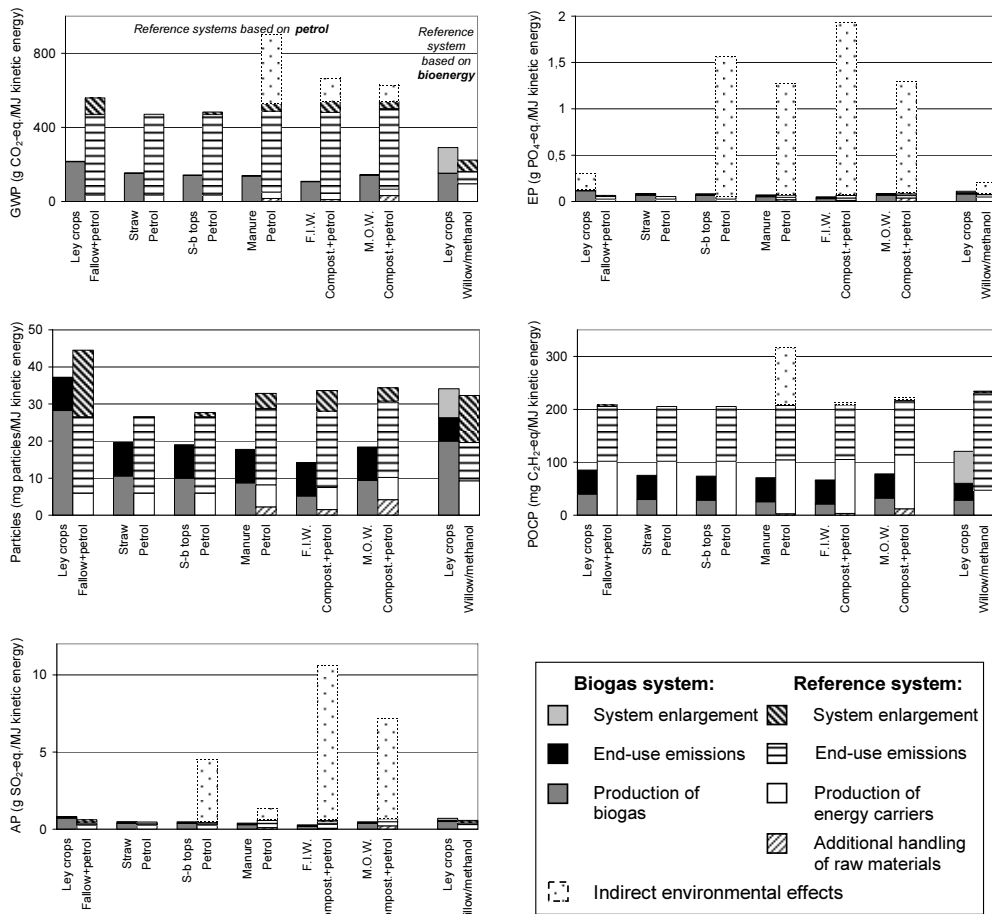 GWP (g CO₂-eq./MJ kinetic energy)
800
400
0
Reference systems based on petrol
Reference
system
based on
bioenergy
Ley crops
Fallow+petrol
Straw
Petrol
S-b tops
Petrol
Manure
Petrol
F.I.W.
Compost.+petrol
M.O.W.
Compost.+petrol
Ley crops
Willow/methanol
EP (g PO₄-eq./MJ kinetic energy)
2
1,5
1
0,5
0
Ley crops
Fallow+petrol
Straw
Petrol
S-b tops
Petrol
Manure
Petrol
F.I.W.
Compost.+petrol
M.O.W.
Compost.+petrol
Ley crops
Willow/methanol
Particles (mg particles/MJ kinetic energy)
50
40
30
20
10
0
Ley crops
Fallow+petrol
Straw
Petrol
S-b tops
Petrol
Manure
Petrol
F.I.W.
Compost.+petrol
M.O.W.
Compost.+petrol
Ley crops
Willow/methanol
POCP (mg C₂H₂-eq/MJ kinetic energy)
300
200
100
0
Ley crops
Fallow+petrol
Straw
Petrol
S-b tops
Petrol
Manure
Petrol
F.I.W.
Compost.+petrol
M.O.W.
Compost.+petrol
Ley crops
Willow/methanol
AP (g SO₂-eq./MJ kinetic energy)
10
5
0
Ley crops
Fallow+petrol
Straw
Petrol
S-b tops
Petrol
Manure
Petrol
F.I.W.
Compost.+petrol
M.O.W.
Compost.+petrol
Ley crops
Willow/methanol
Biogas system:
System enlargement
End-use emissions
Production of
biogas
Reference system:
System enlargement
End-use emissions
Production of
energy carriers
Additional handling
of raw materials
Indirect environmental effects